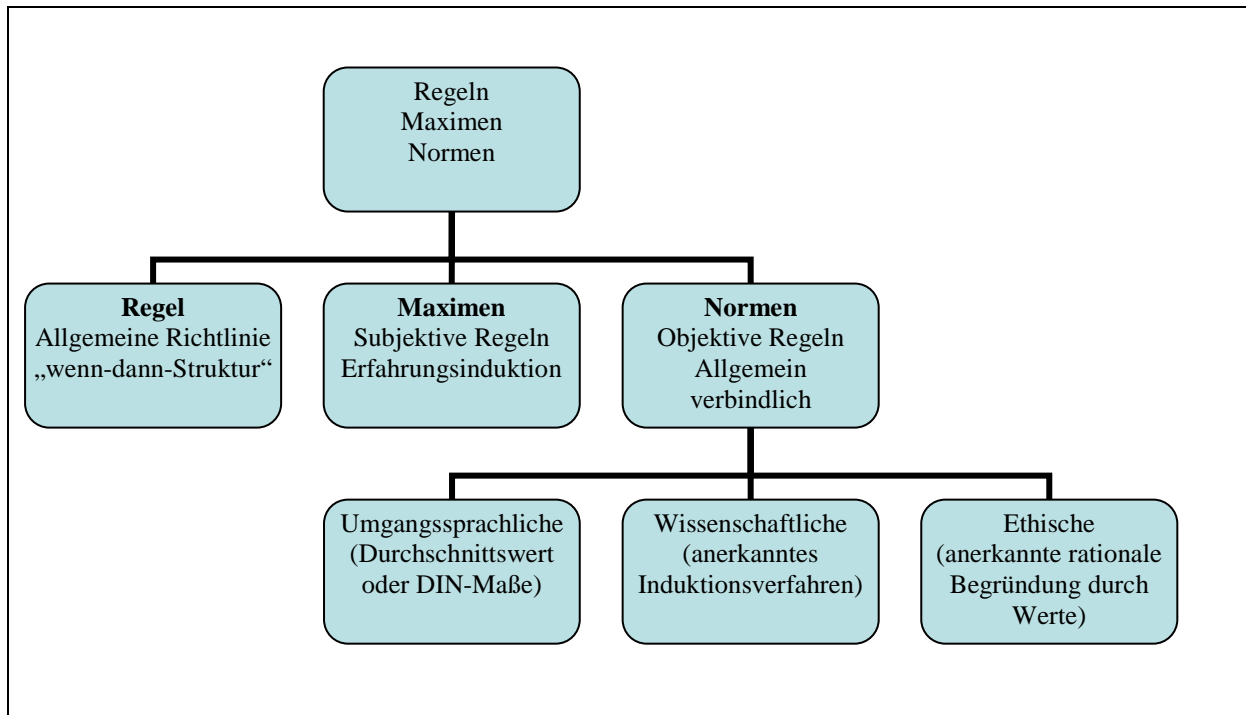 Regeln
Maximen
Normen
Regel
Allgemeine Richtlinie
„wenn-dann-Struktur“
Maximen
Subjektive Regeln
Erfahrungsinduktion
Normen
Objektive Regeln
Allgemein
verbindlich
Umgangssprachliche
(Durchschnittswert
oder DIN-Maße)
Wissenschaftliche
(anerkanntes
Induktionsverfahren)
Ethische
(anerkannte rationale
Begründung durch
Werte)